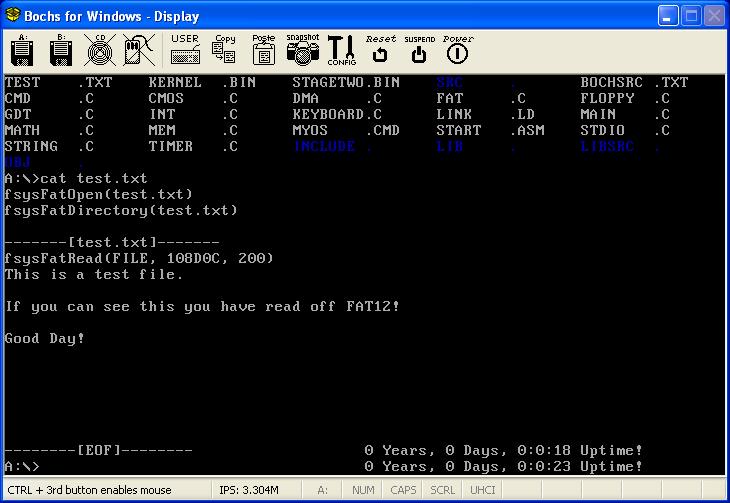 Bochs for Windows - Display
A: B: CD USER Copy Paste Snapshot CONFIG Reset SUSPEND Power
TEST .TXT KERNEL .BIN STAGETWO.BIN SRC . BOCHSRC .TXT
CMD .C CMOS .C DMA .C FAT .C FLOPPY .C
GDT .C INT .C KEYBOARD.C LINK .LD MAIN .C
MATH .C MEM .C MYOS .CMD START .ASM STDIO .C
STRING .C TIMER .C INCLUDE . LIB . LIBSRC .
OBJ .
A:\>cat test.txt
fsysFatOpen(test.txt)
fsysFatDirectory(test.txt)
-------[test.txt]-------
fsysFatRead(FILE, 108D0C, 200)
This is a test file.
If you can see this you have read off FAT12!
Good Day!
--------[EOF]-------- 0 Years, 0 Days, 0:0:18 Uptime!
A:\> 0 Years, 0 Days, 0:0:23 Uptime!
CTRL + 3rd button enables mouse IPS: 3.304M A: NUM CAPS SCRL UHCI